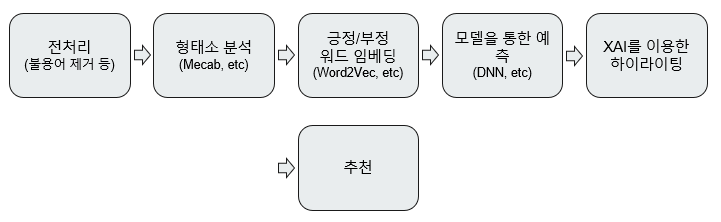 전처리
(불용어 제거 등)
형태소 분석
(Mecab, etc)
긍정/부정
워드 임베딩
(Word2Vec, etc)
모델을 통한 예
측
(DNN, etc)
XAI를 이용한
하이라이팅
추천